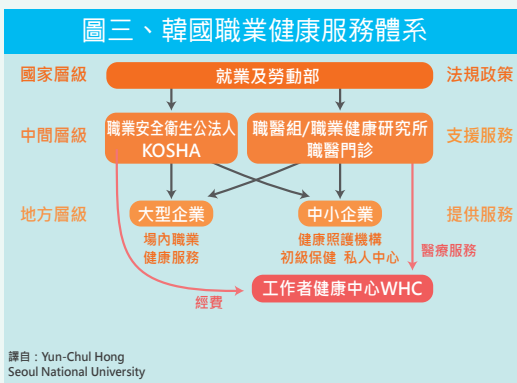 圖三、韓國職業健康服務體系
國家層級
就業及勞動部
法規政策
中間層級
職業安全衛生公法人
KOSHA
職醫組/職業健康研究所
職醫門診
支援服務
地方層級
大型企業
中小企業
提供服務
場內職業
健康服務
健康照護機構
初級保健 私人中心
醫療服務
工作者健康中心WHC
經費
譯自：Yun-Chul Hong
Seoul National University